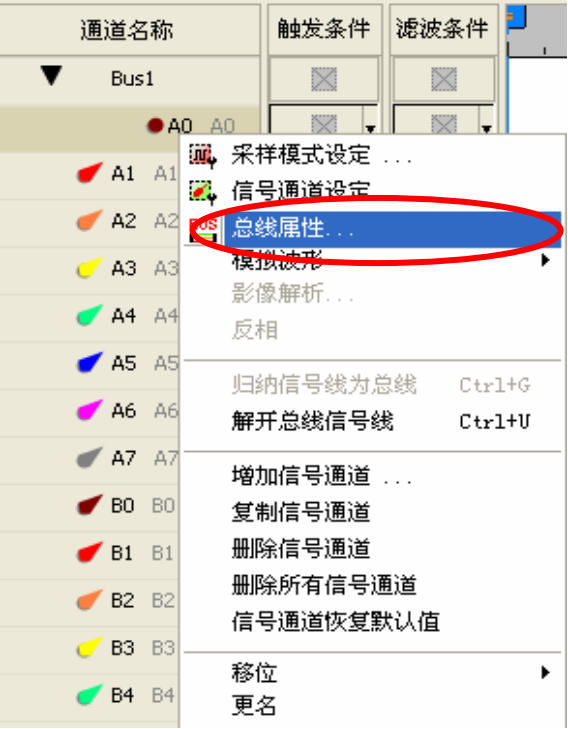 通道名称 触发条件 滤波条件
Bus1
A0 A0
采样模式设定 ...
A1 A1
信号通道设定
A2 A2
BUS 总线属性...
A3 A3
模拟波形
影像解析...
A4 A4
反相
A5 A5
归纳信号线为总线 Ctrl+G
A6 A6
解开总线信号线 Ctrl+U
A7 A7
增加信号通道 ...
B0 B0
复制信号通道
B1 B1
删除信号通道
B2 B2
删除所有信号通道
信号通道恢复默认值
B3 B3
移位
B4 B4
更名